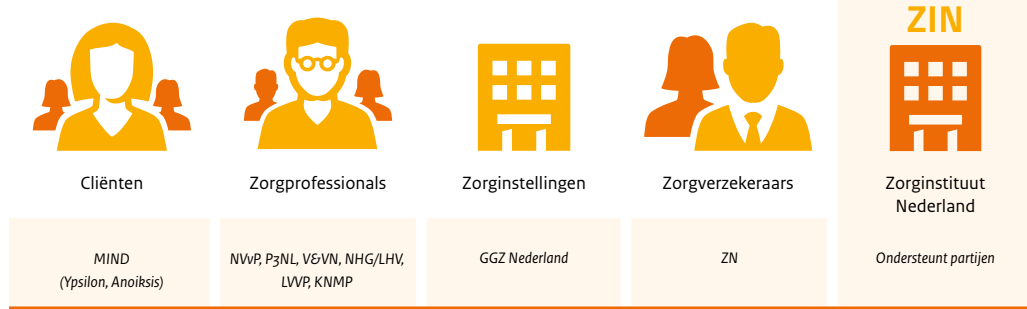 ZIN
Cliënten
Zorgprofessionals
Zorginstellingen
Zorgverzekeraars
Zorginstituut
Nederland
MIND
(Ypsilon, Anoiksis)
NVvP, P3NL, V&VN, NHG/LHV,
LVVP, KNMP
GGZ Nederland
ZN
Ondersteunt partijen